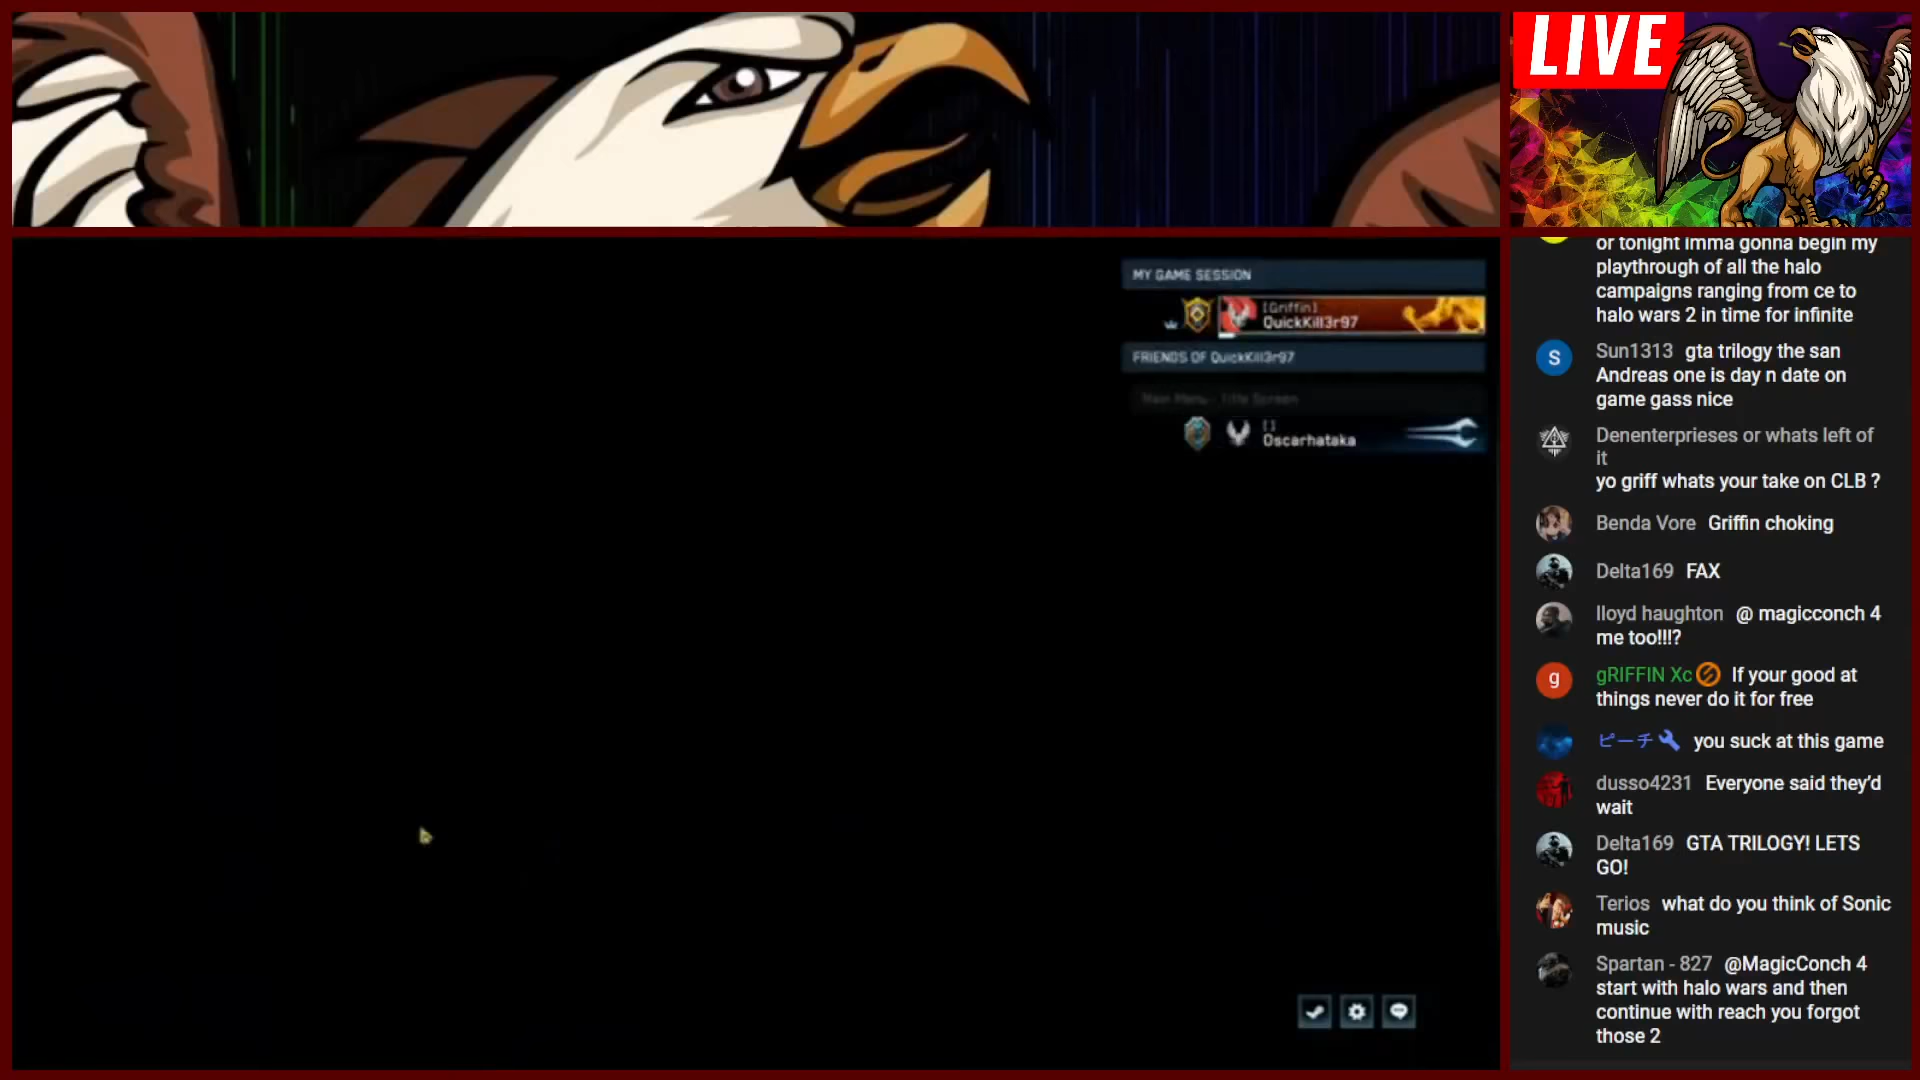 LIVE
MY GAME SESSION
[Griffin]
QuickKill3r97
FRIENDS OF QuickKill3r97
Main Menu - Title Screen
[]
Oscarhataka
or tonight imma gonna begin my
playthrough of all the halo
campaigns ranging from ce to
halo wars 2 in time for infinite
S
Sun1313 gta trilogy the san
Andreas one is day n date on
game gass nice
Denenterprieses or whats left of
it
yo griff whats your take on CLB ?
Benda Vore Griffin choking
Delta169 FAX
lloyd haughton @ magicconch 4
me too!!!?
g
gRIFFIN Xc If your good at
things never do it for free
ピーチ you suck at this game
dusso4231 Everyone said they’d
wait
Delta169 GTA TRILOGY! LETS
GO!
Terios what do you think of Sonic
music
Spartan - 827 @MagicConch 4
start with halo wars and then
continue with reach you forgot
those 2